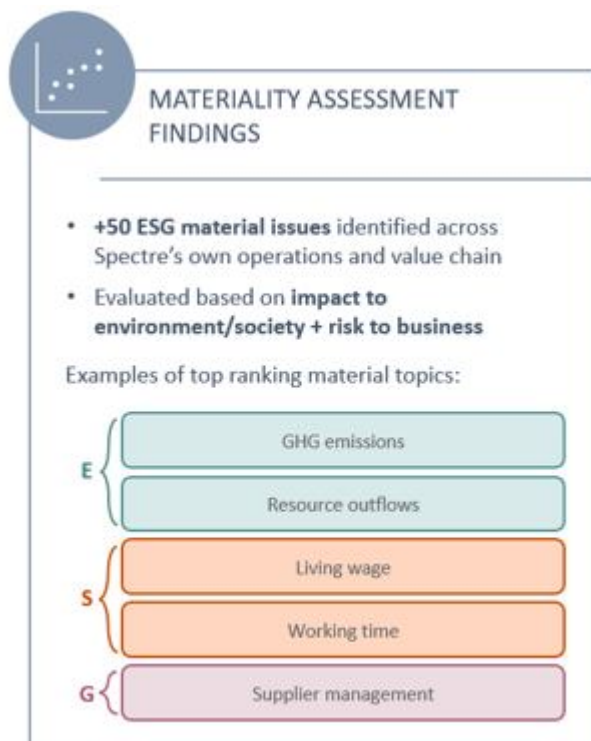 MATERIALITY ASSESSMENT
FINDINGS
• +50 ESG material issues identified across
Spectre's own operations and value chain
• Evaluated based on impact to
environment/society + risk to business
Examples of top ranking material topics:
E
GHG emissions
Resource outflows
S
Living wage
Working time
G
Supplier management